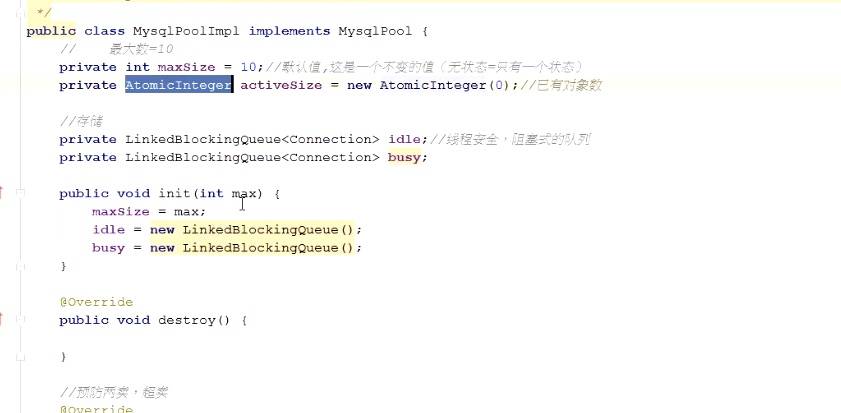 */
public class MysqlPoolImpl implements MysqlPool {
//    最大数=10
private int maxSize = 10;//默认值,这是一个不变的值（无状态=只有一个状态）
private AtomicInteger activeSize = new AtomicInteger(0);//已有对象数
//存储
private LinkedBlockingQueue<Connection> idle;//线程安全，阻塞式的队列
private LinkedBlockingQueue<Connection> busy;
public void init(int max) {
maxSize = max;
idle = new LinkedBlockingQueue();
busy = new LinkedBlockingQueue();
}
@Override
public void destroy() {
}
//预防两卖，超卖
@Override